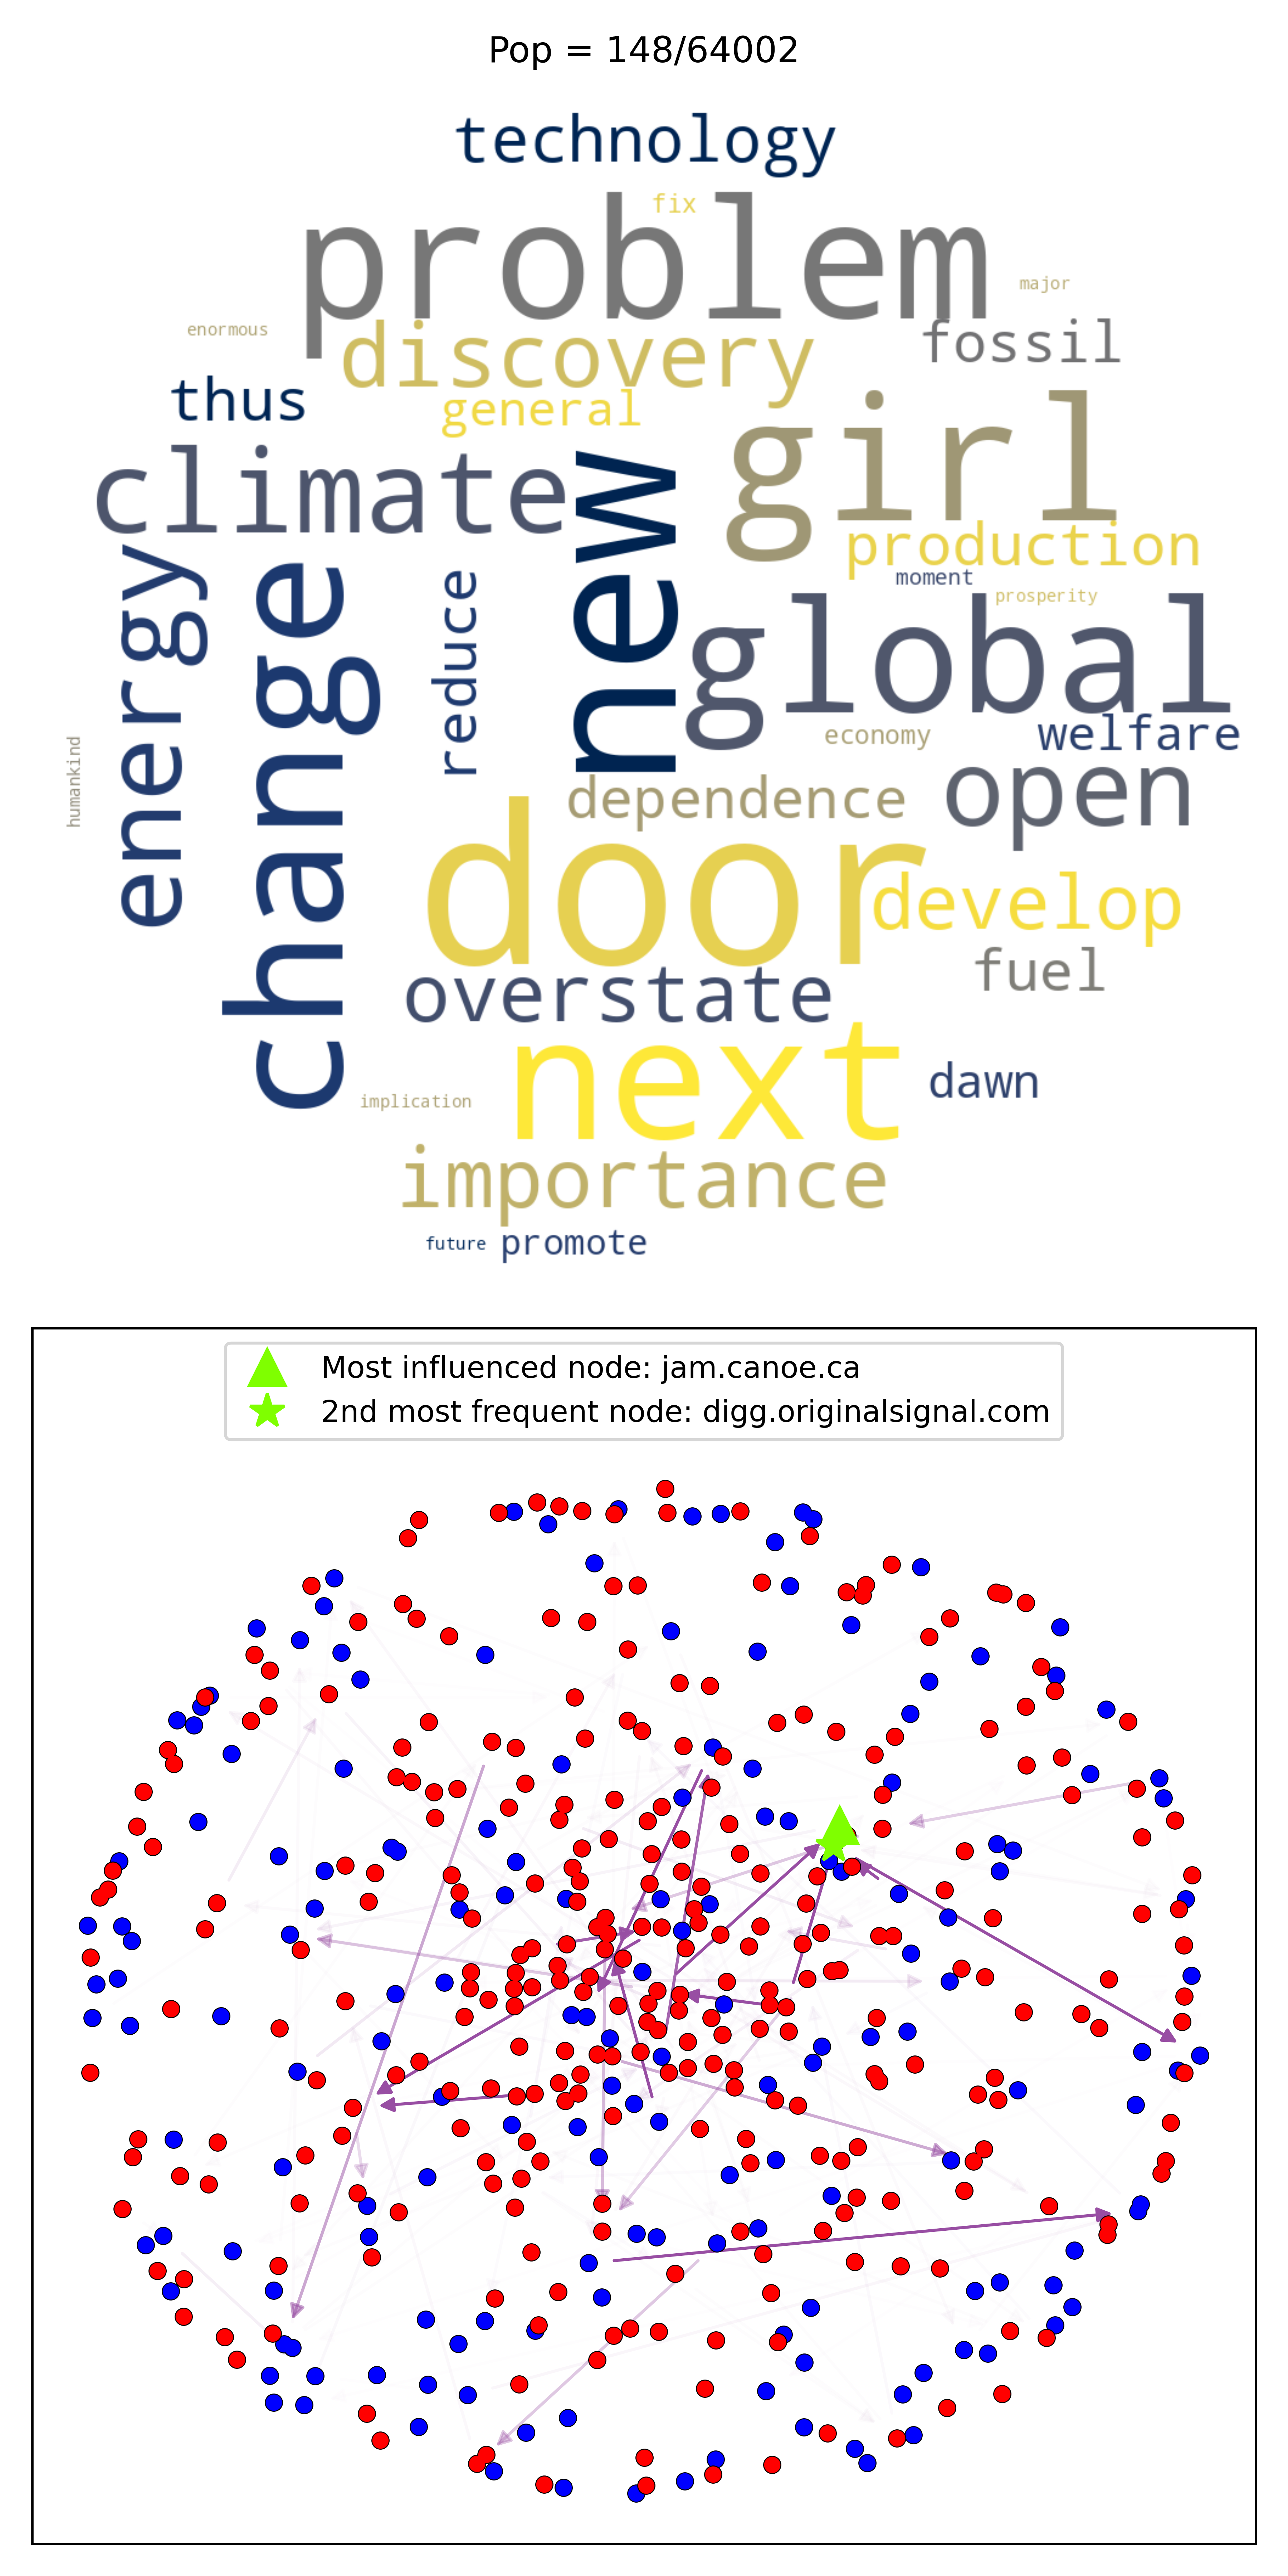 Pop = 148/64002
technology
fix
problem
major
enormous
discovery
fossil
thus
general
girl
climate
new
production
energy
change
reduce
moment
prosperity
global
humankind
economy
welfare
dependence
open
door
develop
fuel
overstate
next
dawn
implication
importance
future promote
Most influenced node: jam.canoe.ca
2nd most frequent node: digg.originalsignal.com